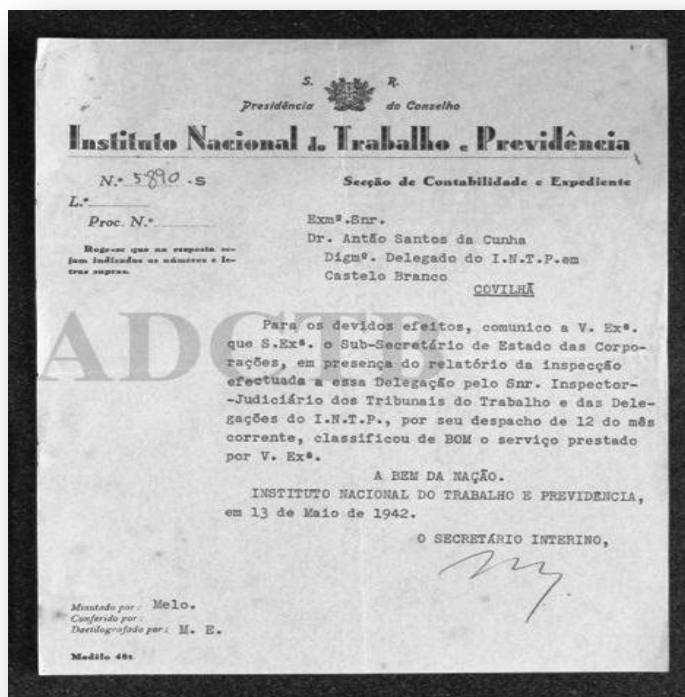 S. R.
Presidência do Conselho
Instituto Nacional do Trabalho e Previdência
N.º 5890 .S
Secção de Contabilidade e Expediente
L.º
Proc. N.º
Roga-se que na resposta se-
jam indicados os números e le-
tras supras.
Exmº.Snr.
Dr. Antão Santos da Cunha
Digmº. Delegado do I.N.T.P.em
Castelo Branco
COVILHÃ
ADCTB
Para os devidos efeitos, comunico a V. Exª.
que S.Exª. o Sub-Secretário de Estado das Corpo-
rações, em presença do relatório da inspecção
efectuada a essa Delegação pelo Snr. Inspector-
-Judiciário dos Tribunais do Trabalho e das Dele-
gações do I.N.T.P., por seu despacho de 12 do mês
corrente, classificou de BOM o serviço prestado
por V. Exª.
A BEM DA NAÇÃO.
INSTITUTO NACIONAL DO TRABALHO E PREVIDENCIA,
em 13 de Maio de 1942.
O SECRETÁRIO INTERINO,
Minutado por: Melo.
Conferido por:
Dactilografado por: M. E.
Modêlo 48